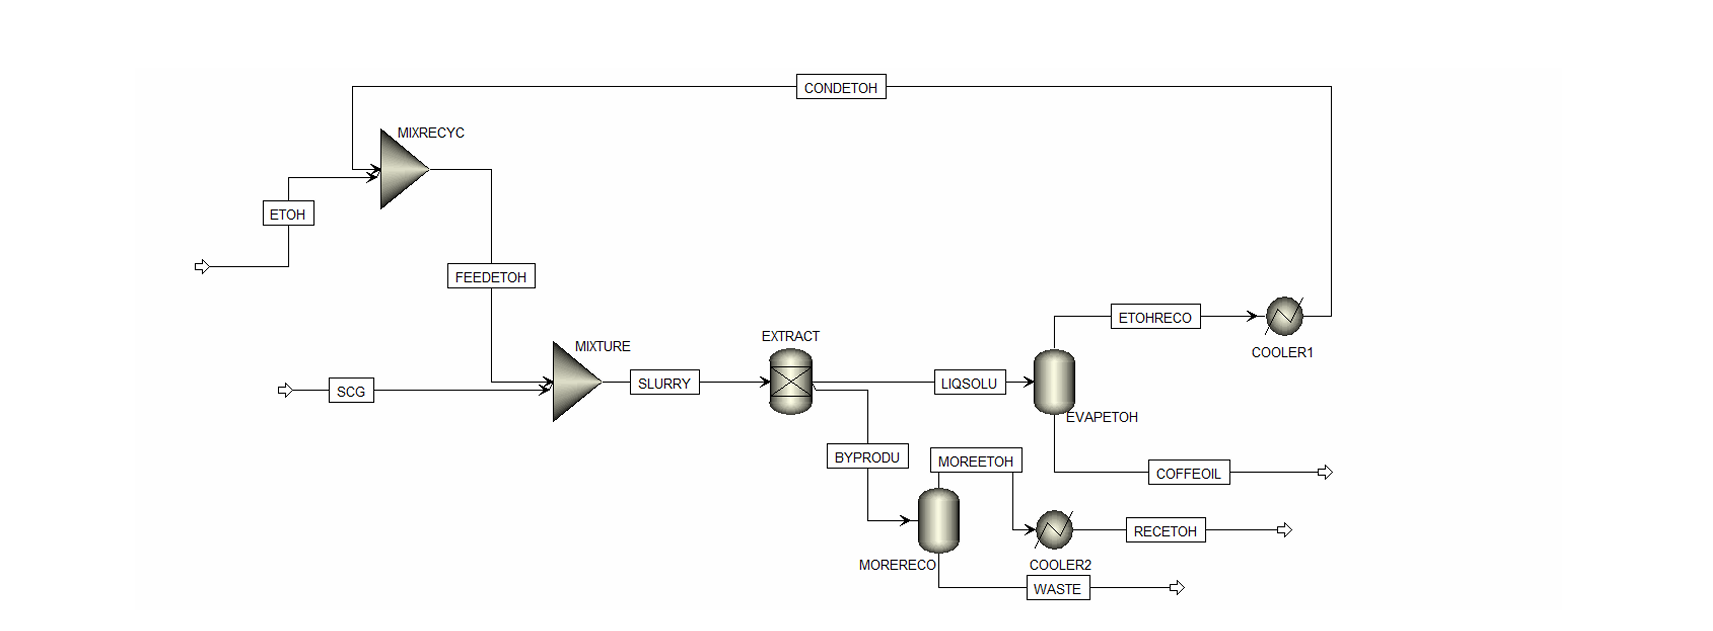 CONDETOH
MIXRECYC
ETOH
FEEDETOH
ETOHRECO
COOLER1
EXTRACT
MIXTURE
SLURRY
LIQSOLU
SCG
EVAPETOH
BYPRODU
MOREETOH
COFFEOIL
RECETOH
MORERECO
COOLER2
WASTE